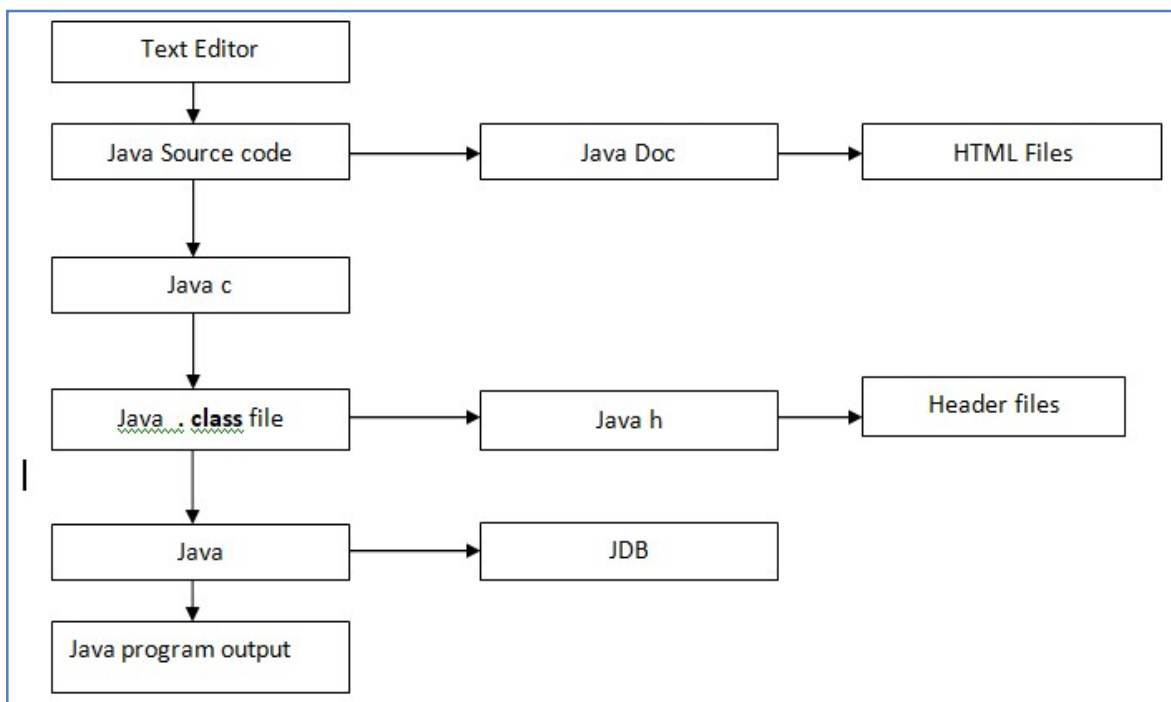 Text Editor
Java Source code
Java Doc
HTML Files
Java c
Java . class file
Java h
Header files
Java
JDB
Java program output